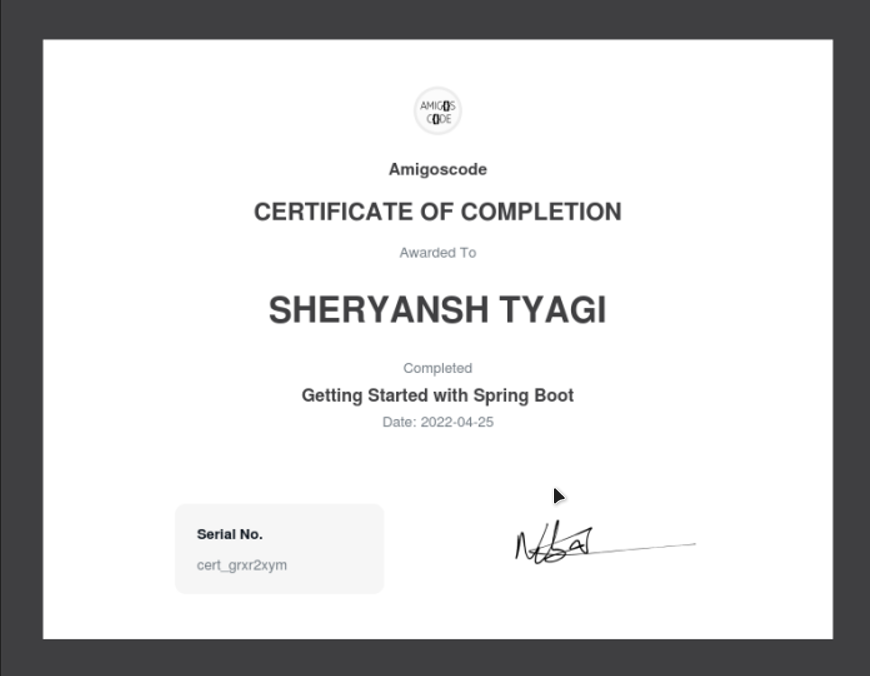 AMIGOS
CODE
Amigoscode
CERTIFICATE OF COMPLETION
Awarded To
SHERYANSH TYAGI
Completed
Getting Started with Spring Boot
Date: 2022-04-25
Serial No.
cert_grxr2xym